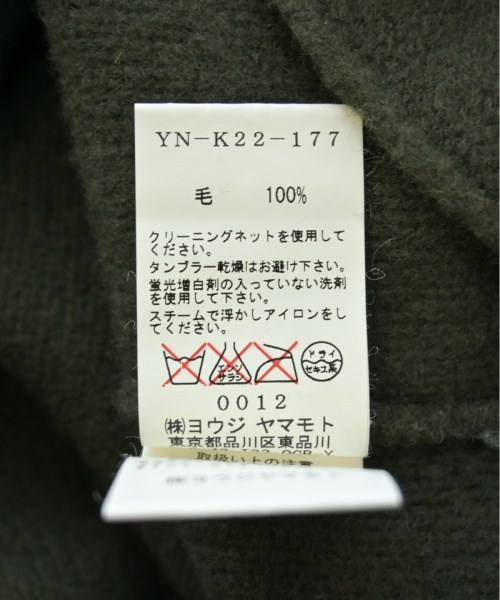 YN-K22-177
毛 100%
クリーニングネットを使用して
ください。
タンブラー乾燥はお避け下さい。
蛍光増白剤の入っていない洗剤
を使用して下さい。
スチームで浮かしアイロンをし
てください。
エンソ
サラシ
ドライ
セキユ系
0012
㈱ヨウジ ヤマモト
東京都品川区東品川
取扱い上の注意